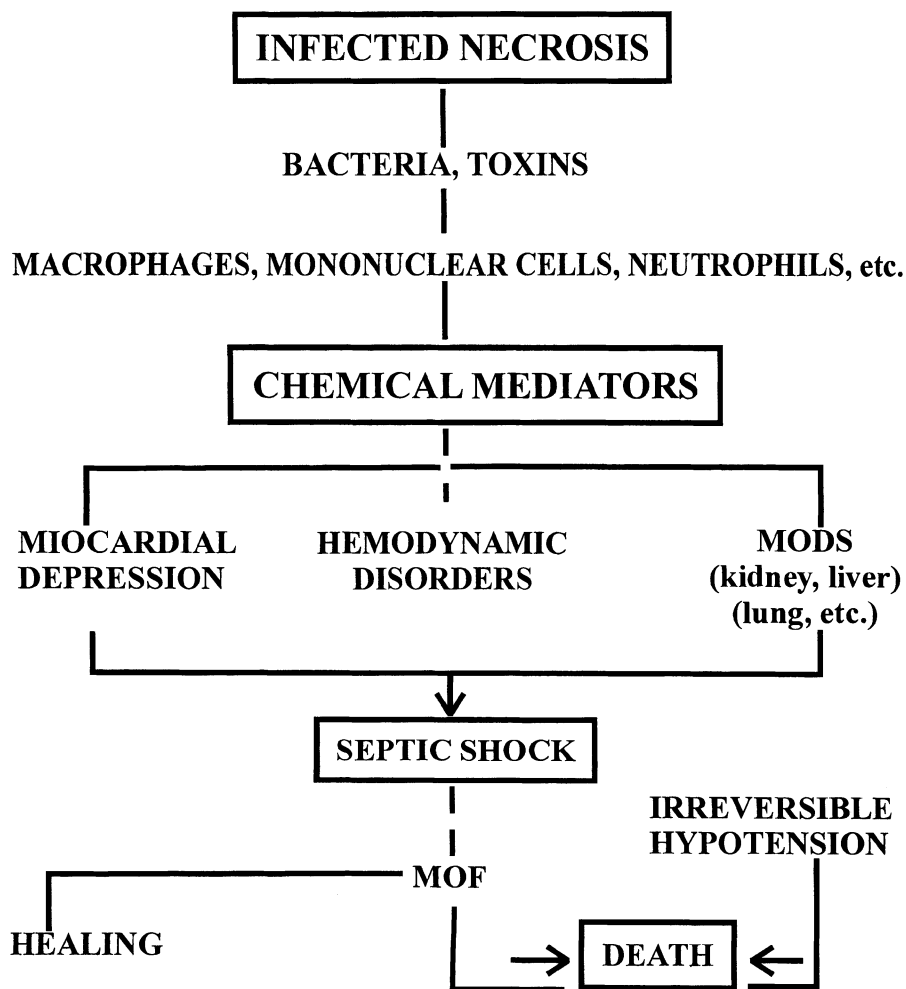 INFECTED NECROSIS
BACTERIA, TOXINS
MACROPHAGES, MONONUCLEAR CELLS, NEUTROPHILS, etc.
CHEMICAL MEDIATORS
MIOCARDIAL
DEPRESSION
HEMODYNAMIC
DISORDERS
MODS
(kidney, liver)
(lung, etc.)
SEPTIC SHOCK
IRREVERSIBLE
HYPOTENSION
MOF
HEALING
DEATH